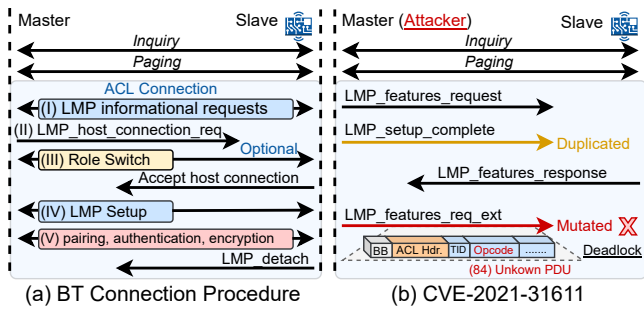 Master Slave
Inquiry
Paging
ACL Connection
(I) LMP informational requests
(II) LMP_host_connection_req
Optional
(III) Role Switch
Accept host connection
(IV) LMP Setup
(V) pairing, authentication, encryption
LMP_detach
(a) BT Connection Procedure
Master (Attacker) Slave
Inquiry
Paging
LMP_features_request
LMP_setup_complete
Duplicated
LMP_features_response
LMP_features_req_ext
Mutated X
BB ACL Hdr. TID Opcode ........
Deadlock
(84) Unkown PDU
(b) CVE-2021-31611